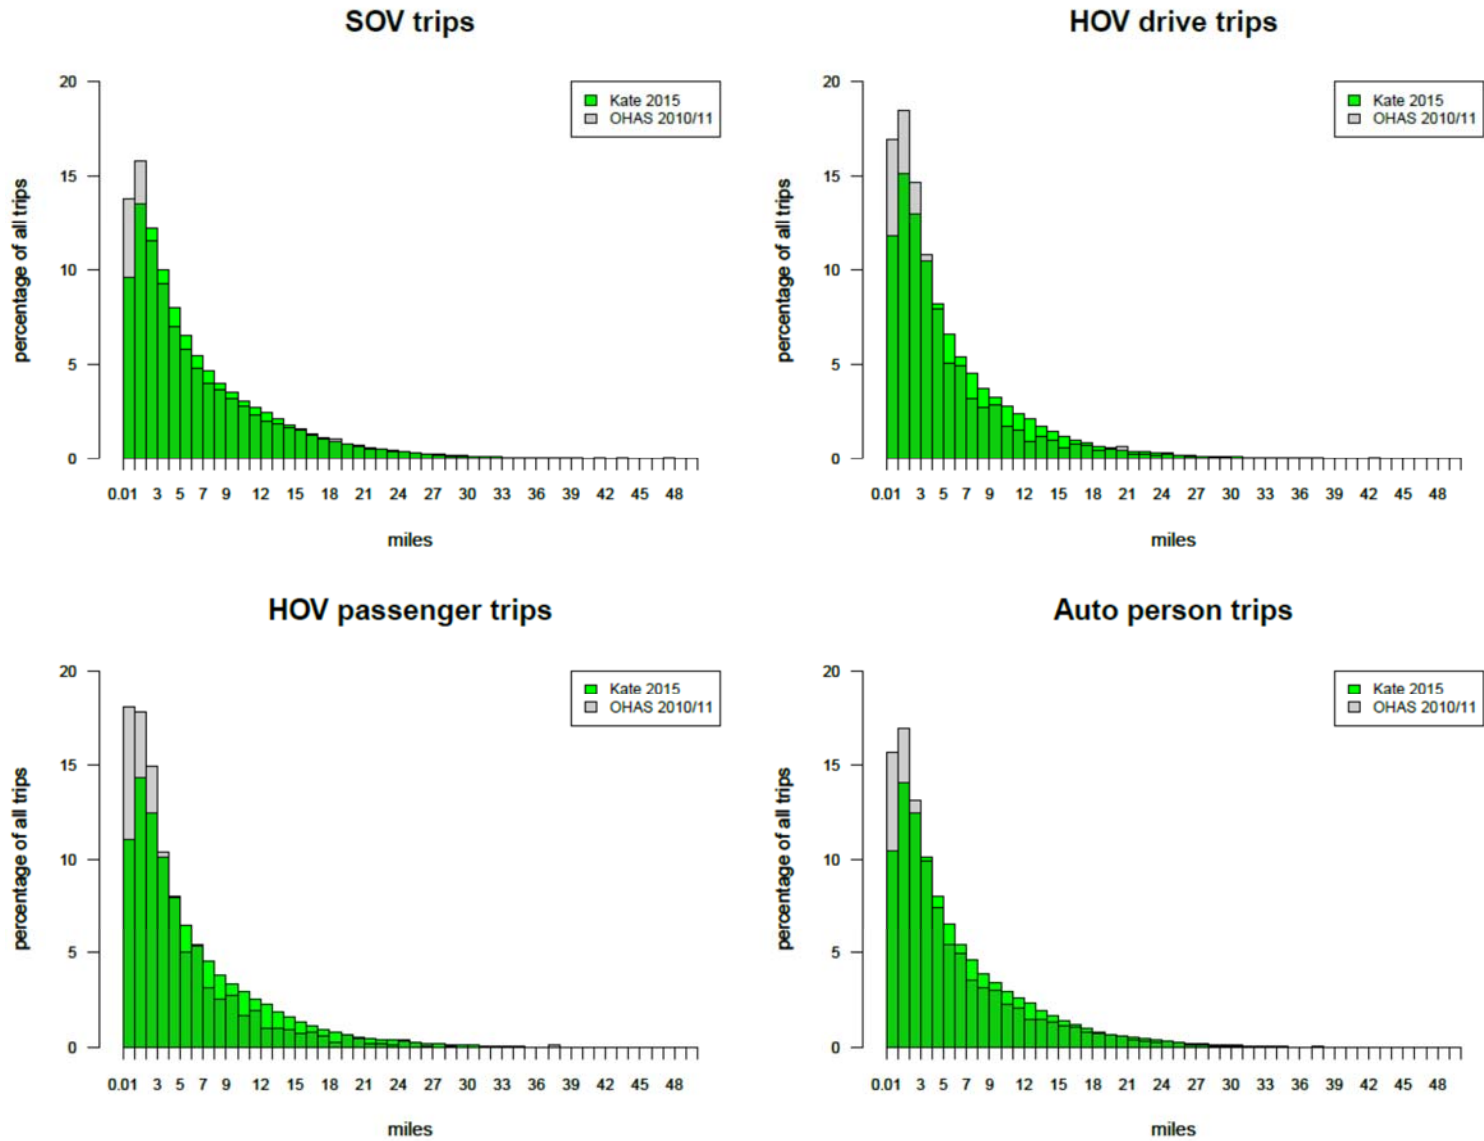 SOV trips
20
15
10
5
0
percentage of all trips
Kate 2015
OHAS 2010/11
0.01 3 5 7 9 12 15 18 21 24 27 30 33 36 39 42 45 48
miles
HOV drive trips
20
15
10
5
0
percentage of all trips
Kate 2015
OHAS 2010/11
0.01 3 5 7 9 12 15 18 21 24 27 30 33 36 39 42 45 48
miles
HOV passenger trips
20
15
10
5
0
percentage of all trips
Kate 2015
OHAS 2010/11
0.01 3 5 7 9 12 15 18 21 24 27 30 33 36 39 42 45 48
miles
Auto person trips
20
15
10
5
0
percentage of all trips
Kate 2015
OHAS 2010/11
0.01 3 5 7 9 12 15 18 21 24 27 30 33 36 39 42 45 48
miles